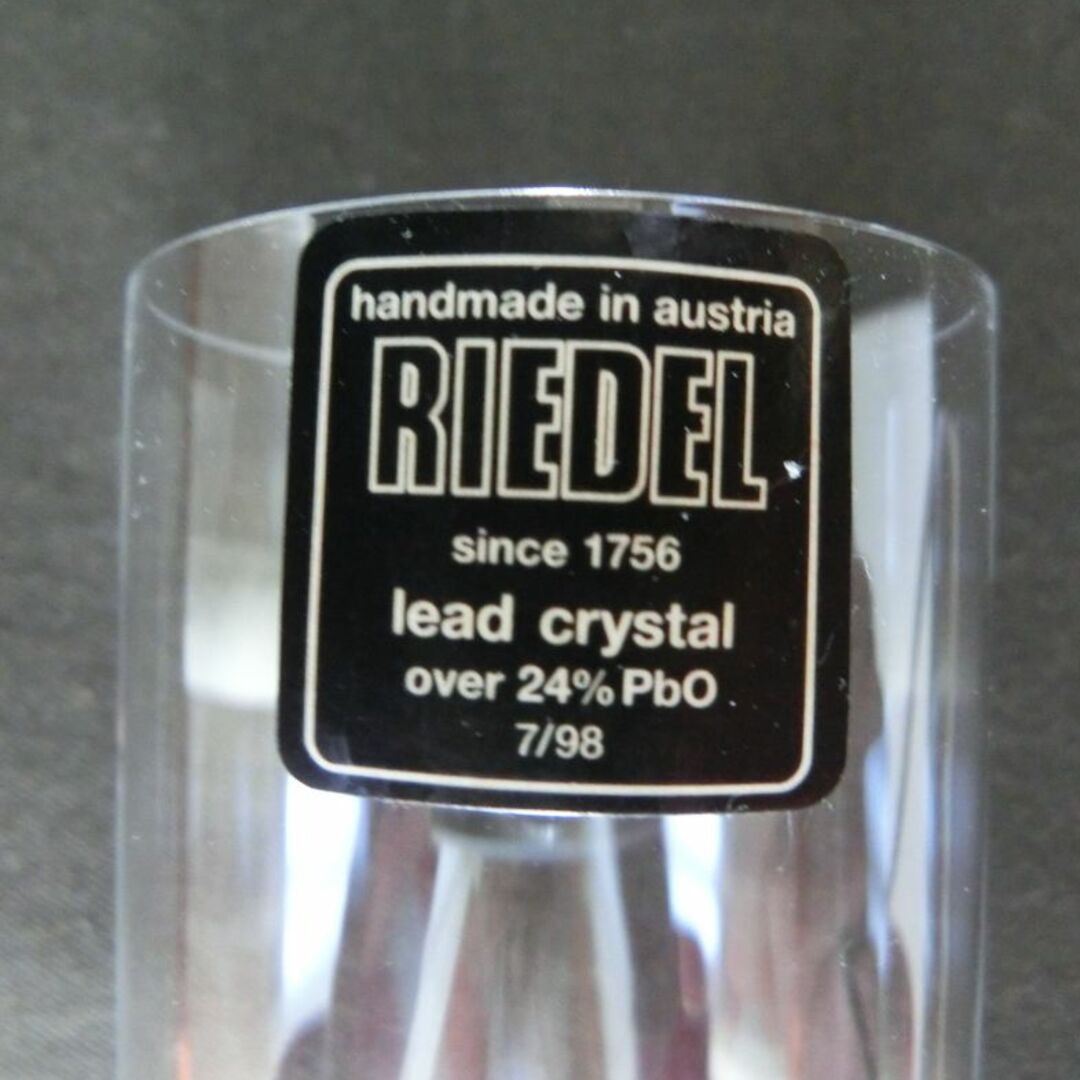 handmade in austria
RIEDEL
since 1756
lead crystal
over 24% PbO
7/98